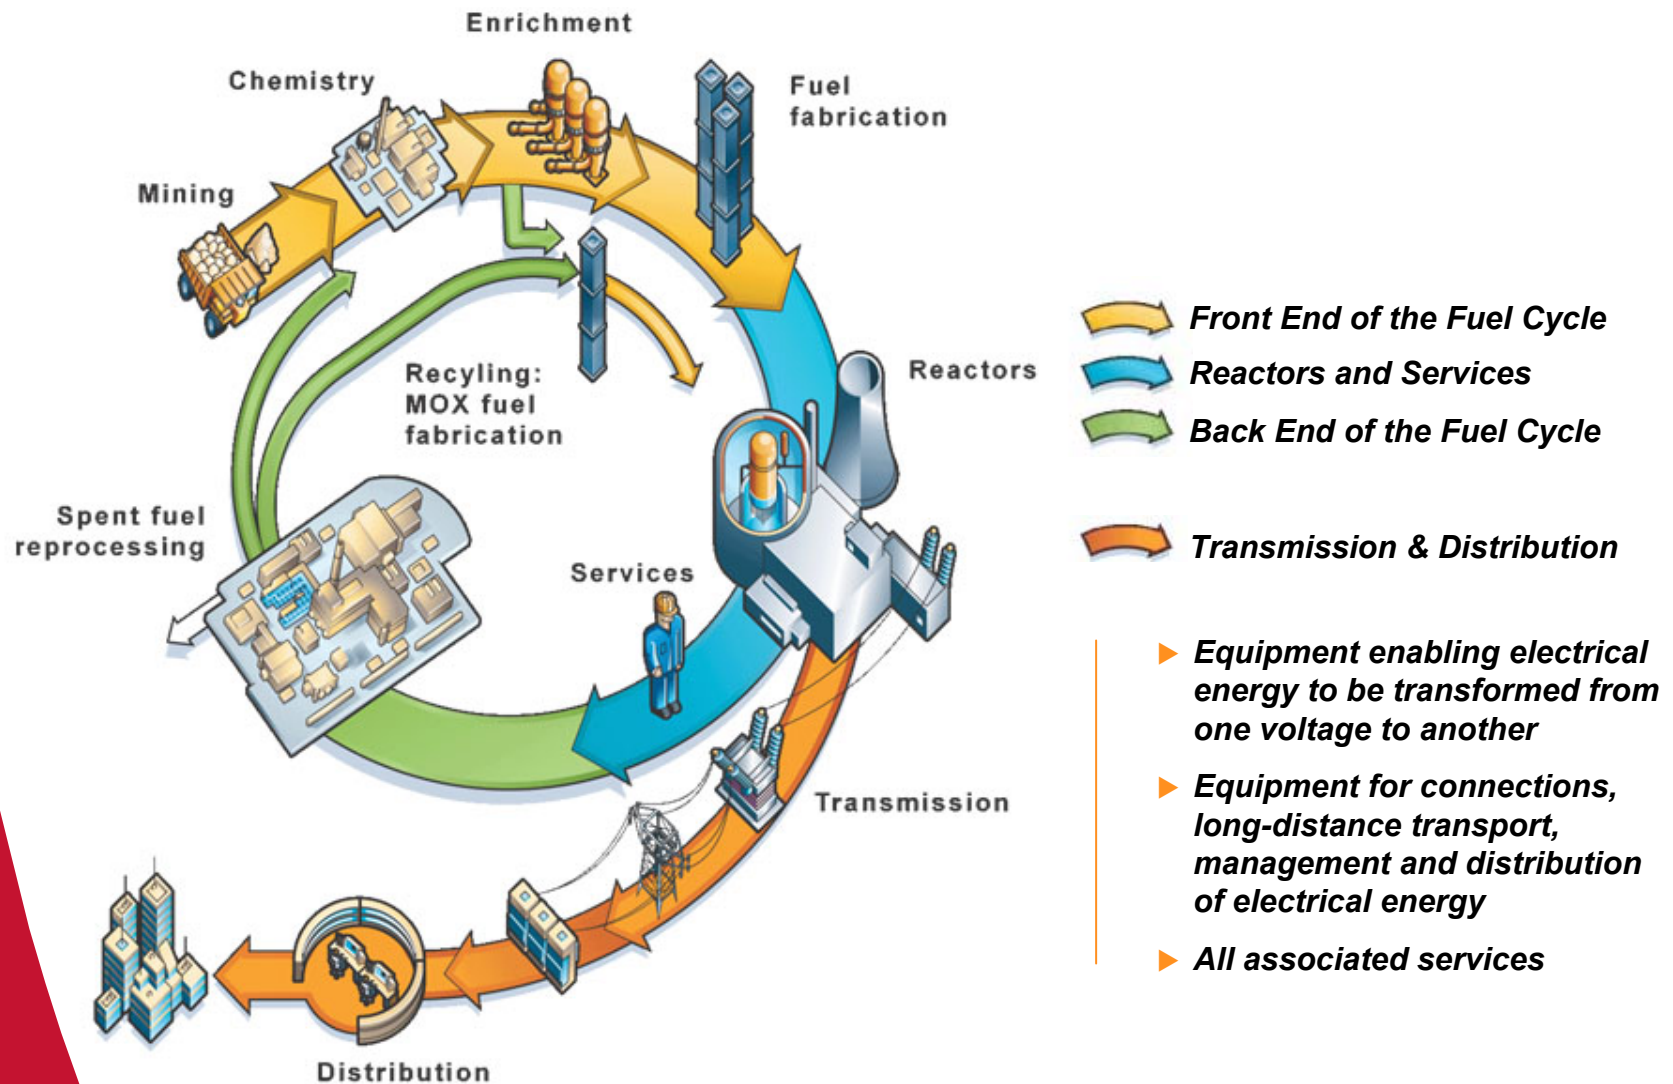 Enrichment
Chemistry
Fuel
fabrication
Mining
Recyling:
MOX fuel
fabrication
Reactors
Spent fuel
reprocessing
Services
Transmission
Distribution
Front End of the Fuel Cycle
Reactors and Services
Back End of the Fuel Cycle
Transmission & Distribution
Equipment enabling electrical
energy to be transformed from
one voltage to another
Equipment for connections,
long-distance transport,
management and distribution
of electrical energy
All associated services